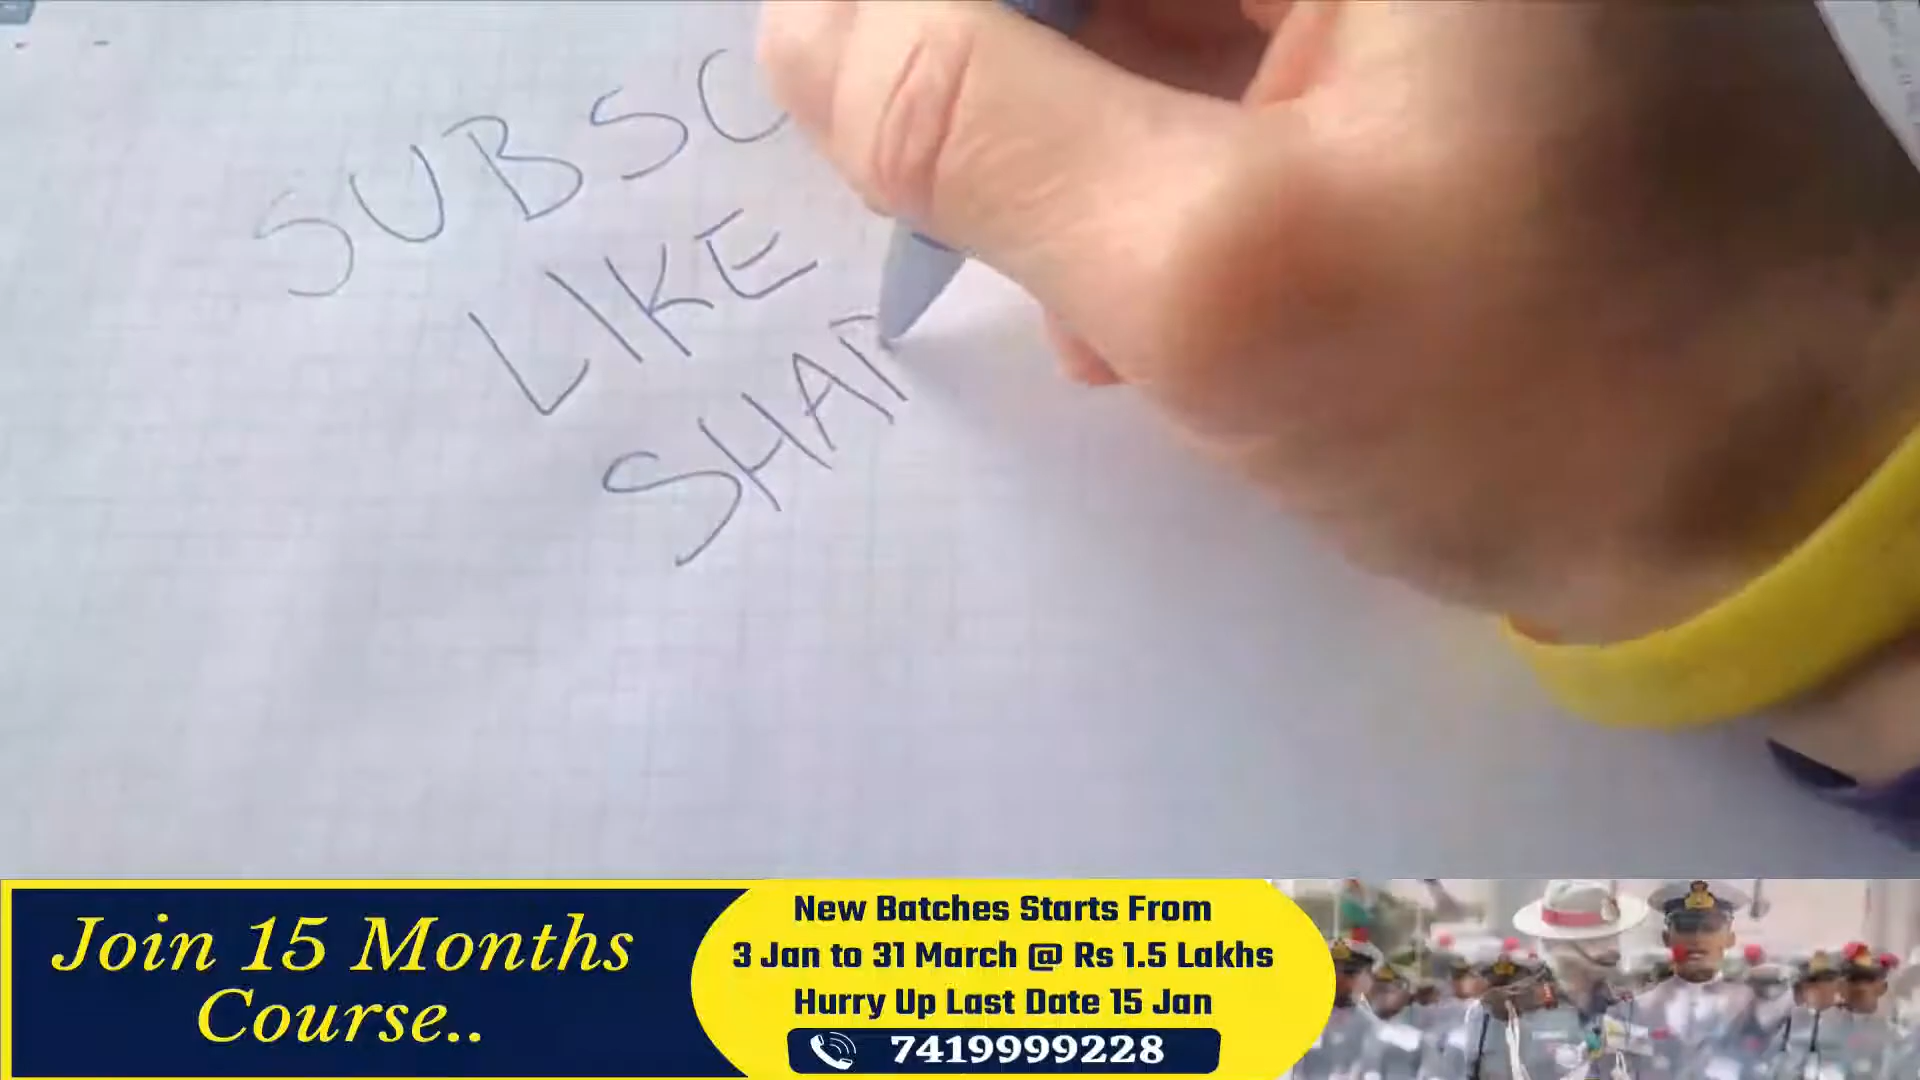 SUBSC
LIKE
SHAR
Join 15 Months
Course..
New Batches Starts From
3 Jan to 31 March @ Rs 1.5 Lakhs
Hurry Up Last Date 15 Jan
7419999228